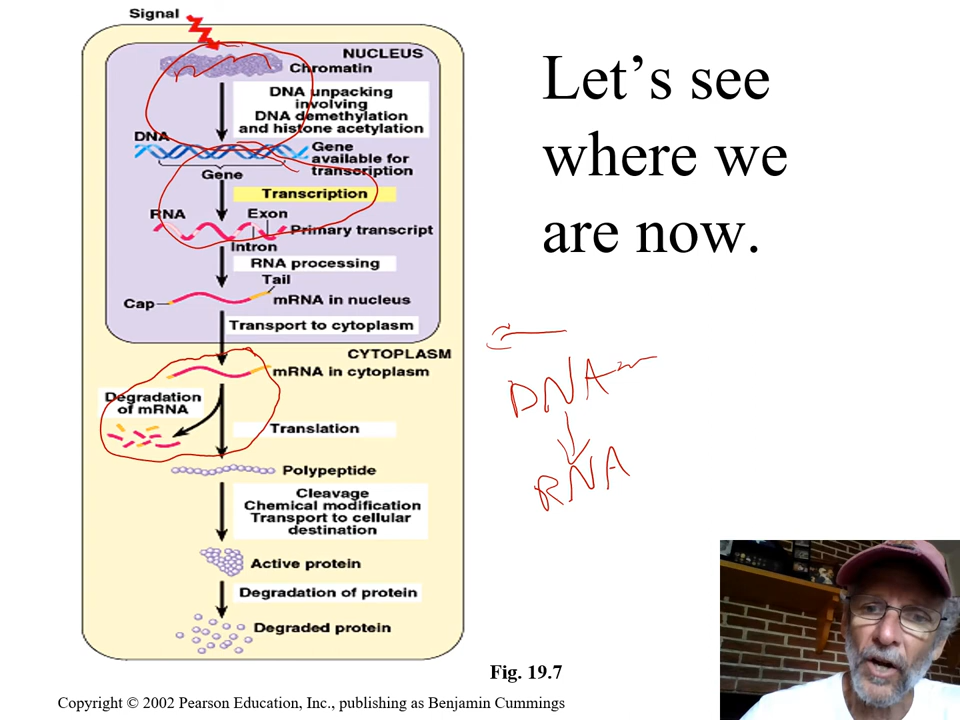 Signal
NUCLEUS
Chromatin
DNA unpacking
involving
DNA demethylation
and histone acetylation
DNA
Gene
available for
transcription
Gene
Transcription
RNA
Exon
Primary transcript
Intron
RNA processing
Tail
Cap
mRNA in nucleus
Transport to cytoplasm
CYTOPLASM
mRNA in cytoplasm
Degradation
of mRNA
Translation
Polypeptide
Cleavage
Chemical modification
Transport to cellular
destination
Active protein
Degradation of protein
Degraded protein
Fig. 19.7
Copyright © 2002 Pearson Education, Inc., publishing as Benjamin Cummings
Let’s see
where we
are now.
DNA
RNA